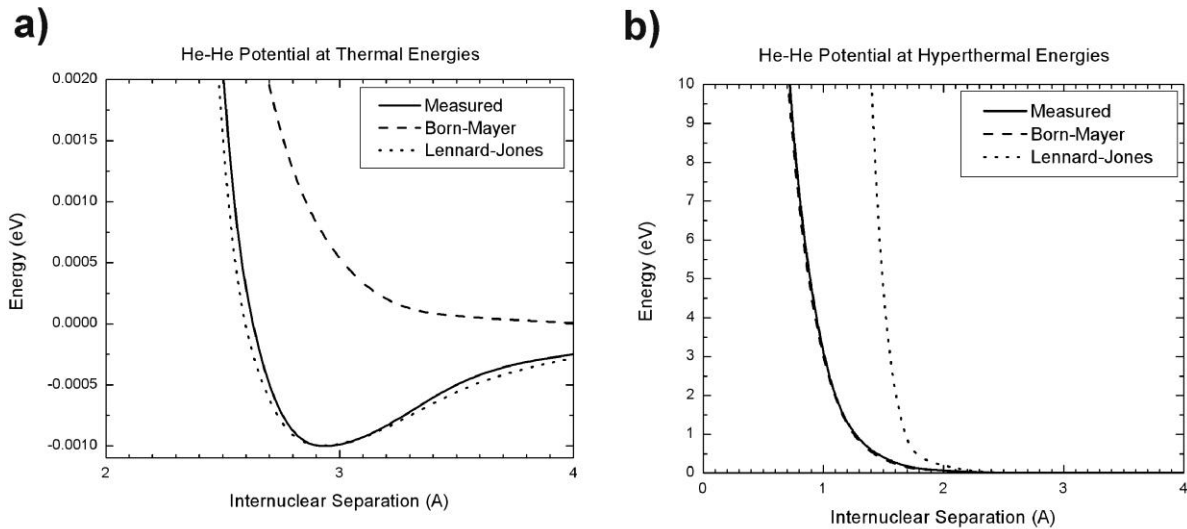 a)
He-He Potential at Thermal Energies
Measured
Born-Mayer
Lennard-Jones
0.0020
0.0015
0.0010
0.0005
0.0000
-0.0005
-0.0010
Energy (eV)
2
3
4
Internuclear Separation (A)
b)
He-He Potential at Hyperthermal Energies
Measured
Born-Mayer
Lennard-Jones
10
9
8
7
6
5
4
3
2
1
0
Energy (eV)
0
1
2
3
4
Internuclear Separation (A)